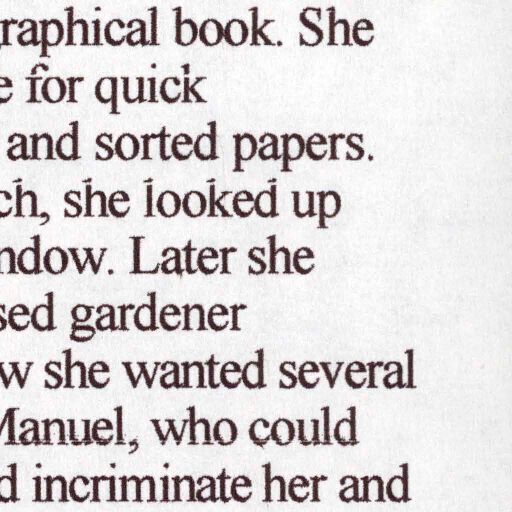 raphical book. She
e for quick
and sorted papers.
ch, she looked up
ndow. Later she
sed gardener
w she wanted several
Manuel, who could
d incriminate her and